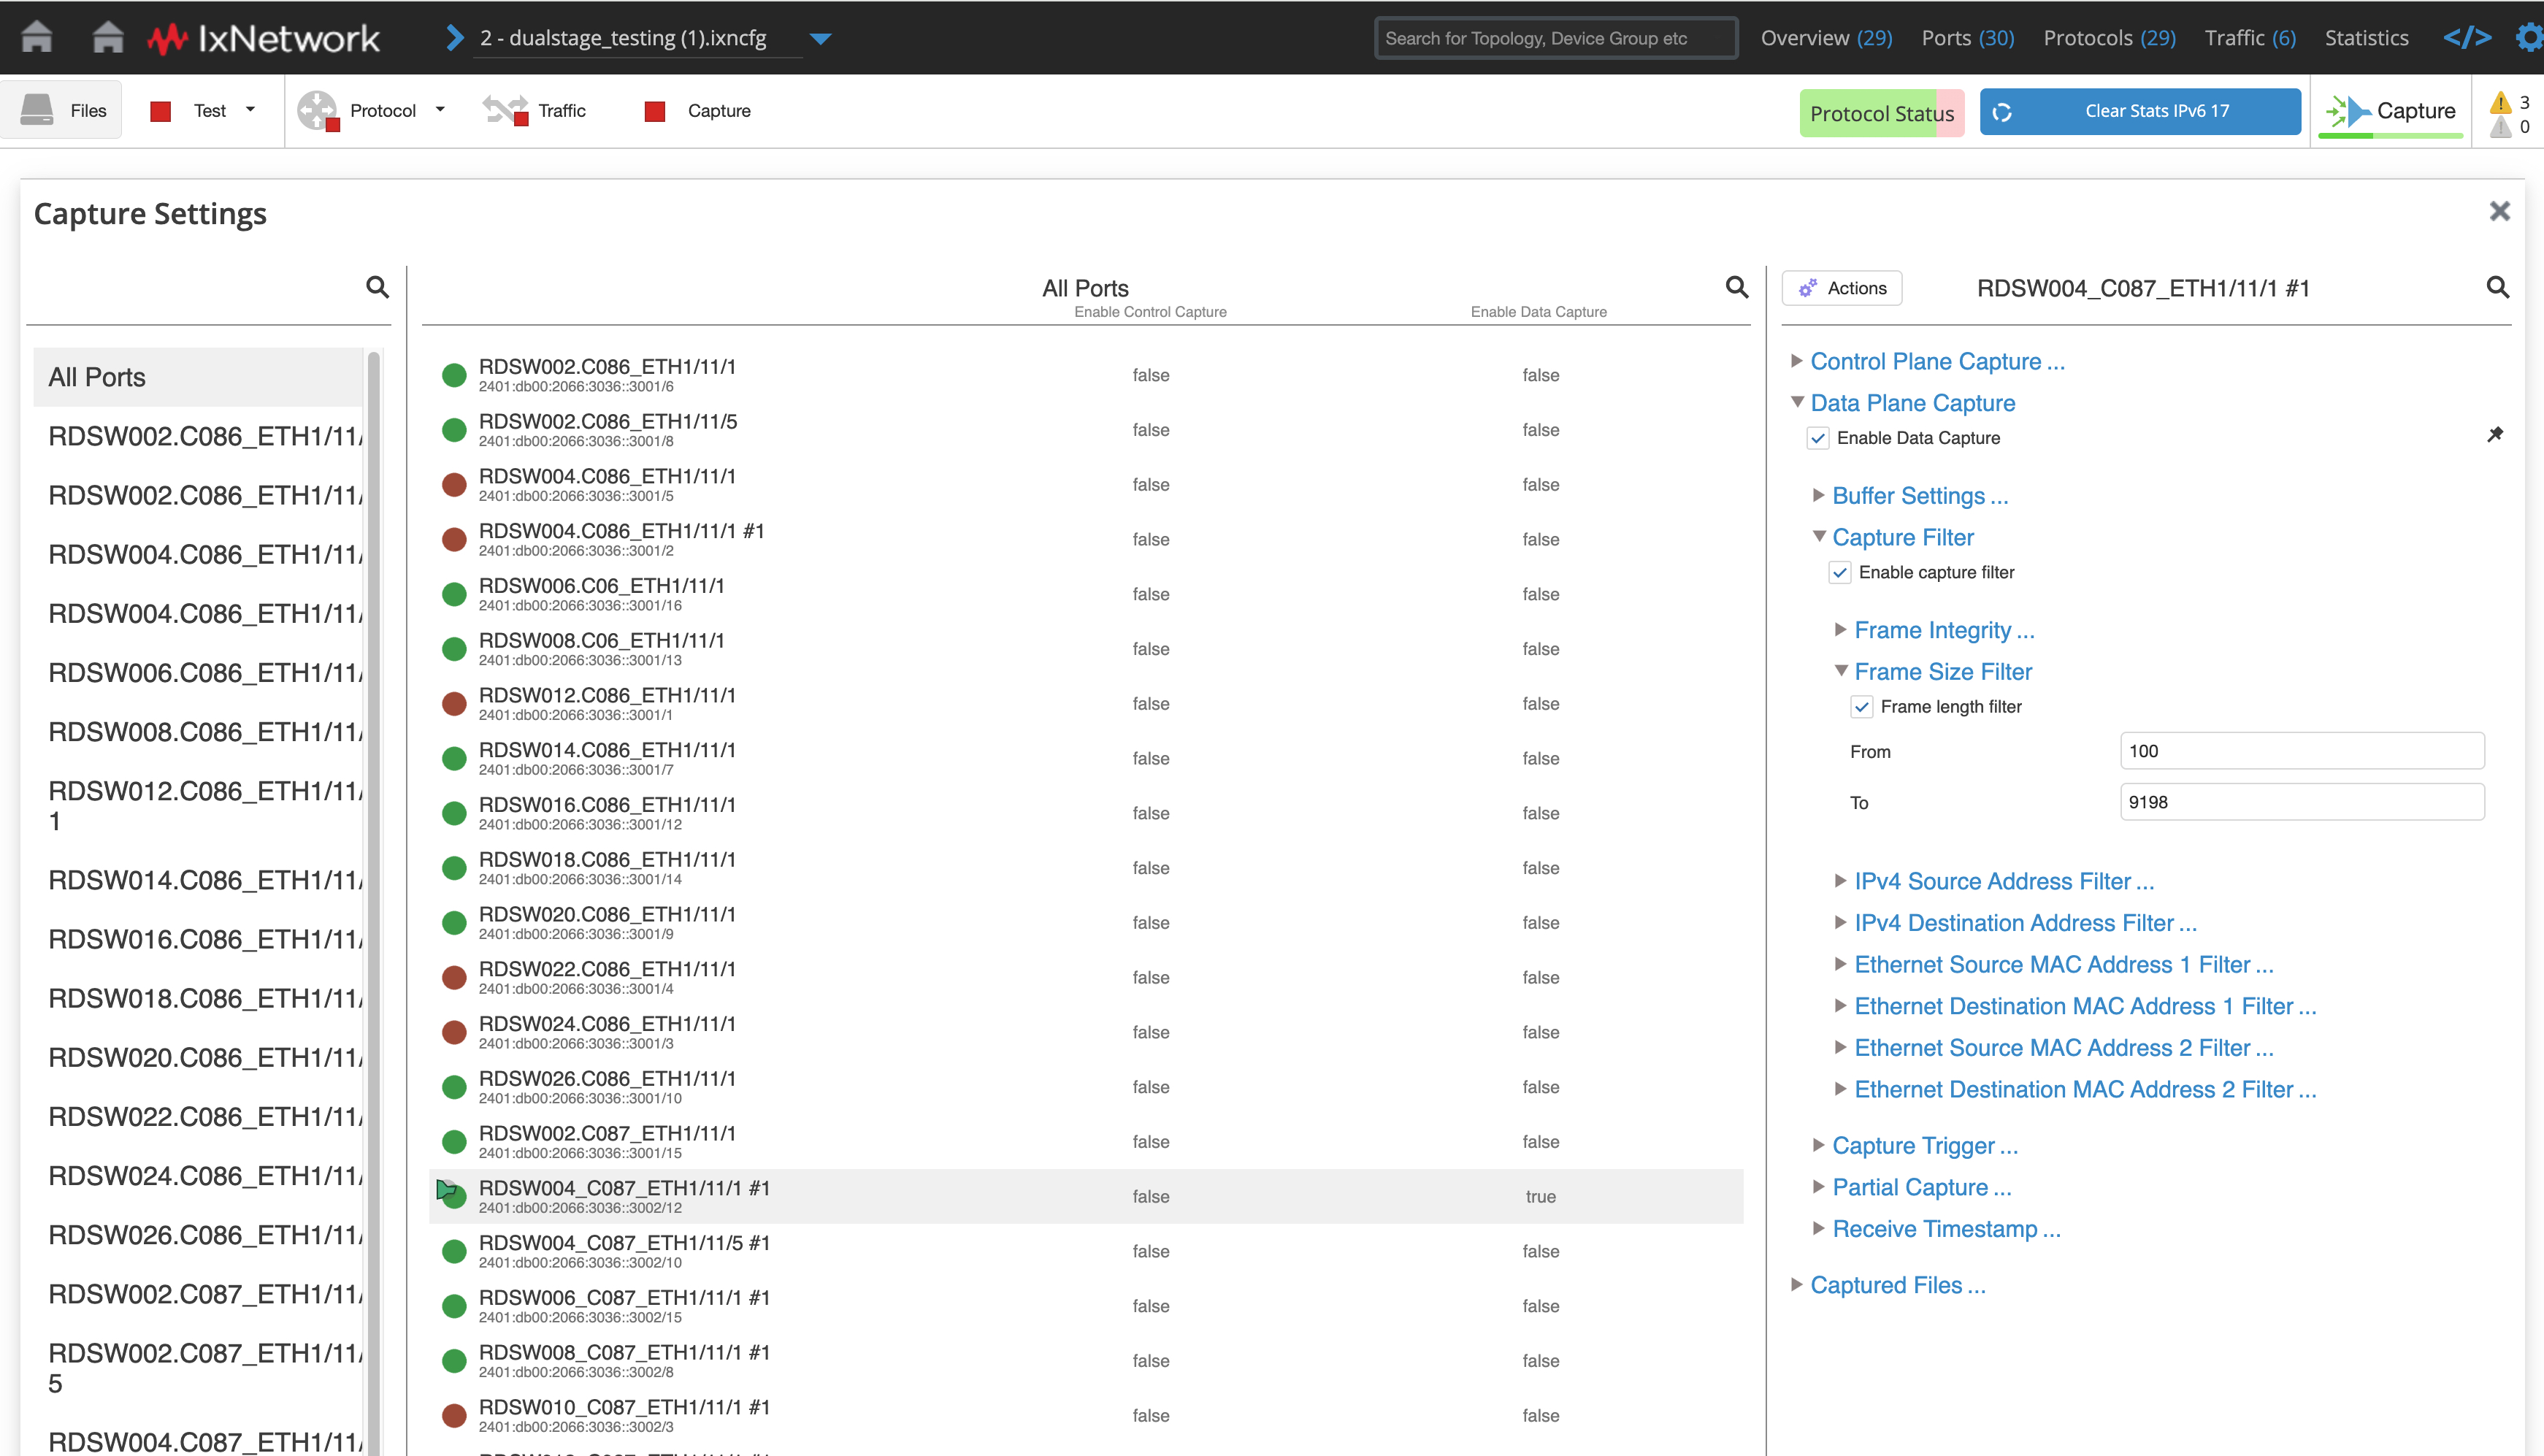 IxNetwork
2 - dualstage_testing (1).ixncfg
Search for Topology, Device Group etc
Overview (29)
Ports (30)
Protocols (29)
Traffic (6)
Statistics
</>
Files
Test
Protocol
Traffic
Capture
Protocol Status
Clear Stats IPv6 17
Capture
3
0
Capture Settings
All Ports
RDSW002.C086_ETH1/11/
RDSW002.C086_ETH1/11/
RDSW004.C086_ETH1/11/
RDSW004.C086_ETH1/11/
RDSW006.C086_ETH1/11/
RDSW008.C086_ETH1/11/
RDSW012.C086_ETH1/11/
1
RDSW014.C086_ETH1/11/
RDSW016.C086_ETH1/11/
RDSW018.C086_ETH1/11/
RDSW020.C086_ETH1/11/
RDSW022.C086_ETH1/11/
RDSW024.C086_ETH1/11/
RDSW026.C086_ETH1/11/
RDSW002.C087_ETH1/11/
RDSW002.C087_ETH1/11/
5
RDSW004.C087_ETH1/11/
All Ports
Enable Control Capture
Enable Data Capture
RDSW002.C086_ETH1/11/1 false false
2401:db00:2066:3036::3001/6
RDSW002.C086_ETH1/11/5 false false
2401:db00:2066:3036::3001/8
RDSW004.C086_ETH1/11/1 false false
2401:db00:2066:3036::3001/5
RDSW004.C086_ETH1/11/1 #1 false false
2401:db00:2066:3036::3001/2
RDSW006.C06_ETH1/11/1 false false
2401:db00:2066:3036::3001/16
RDSW008.C06_ETH1/11/1 false false
2401:db00:2066:3036::3001/13
RDSW012.C086_ETH1/11/1 false false
2401:db00:2066:3036::3001/1
RDSW014.C086_ETH1/11/1 false false
2401:db00:2066:3036::3001/7
RDSW016.C086_ETH1/11/1 false false
2401:db00:2066:3036::3001/12
RDSW018.C086_ETH1/11/1 false false
2401:db00:2066:3036::3001/14
RDSW020.C086_ETH1/11/1 false false
2401:db00:2066:3036::3001/9
RDSW022.C086_ETH1/11/1 false false
2401:db00:2066:3036::3001/4
RDSW024.C086_ETH1/11/1 false false
2401:db00:2066:3036::3001/3
RDSW026.C086_ETH1/11/1 false false
2401:db00:2066:3036::3001/10
RDSW002.C087_ETH1/11/1 false false
2401:db00:2066:3036::3001/15
RDSW004_C087_ETH1/11/1 #1 false true
2401:db00:2066:3036::3002/12
RDSW004_C087_ETH1/11/5 #1 false false
2401:db00:2066:3036::3002/10
RDSW006_C087_ETH1/11/1 #1 false false
2401:db00:2066:3036::3002/15
RDSW008_C087_ETH1/11/1 #1 false false
2401:db00:2066:3036::3002/8
RDSW010_C087_ETH1/11/1 #1 false false
2401:db00:2066:3036::3002/3
Actions
RDSW004_C087_ETH1/11/1 #1
Control Plane Capture ...
Data Plane Capture
Enable Data Capture
Buffer Settings ...
Capture Filter
Enable capture filter
Frame Integrity ...
Frame Size Filter
Frame length filter
From 100
To 9198
IPv4 Source Address Filter ...
IPv4 Destination Address Filter ...
Ethernet Source MAC Address 1 Filter ...
Ethernet Destination MAC Address 1 Filter ...
Ethernet Source MAC Address 2 Filter ...
Ethernet Destination MAC Address 2 Filter ...
Capture Trigger ...
Partial Capture ...
Receive Timestamp ...
Captured Files ...